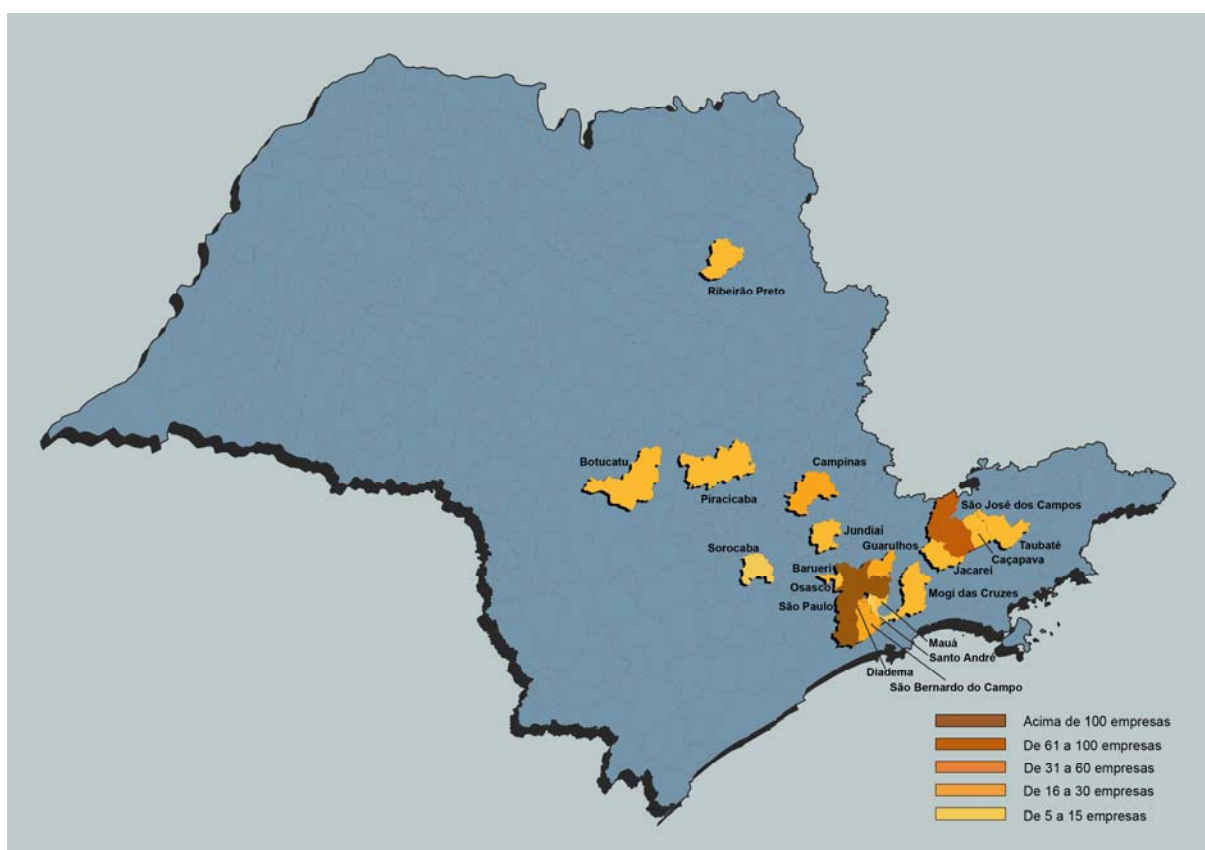 Ribeirão Preto
Botucatu
Campinas
Piracicaba
São José dos Campos
Jundiaí
Taubaté
Guarulhos
Sorocaba
Caçapava
Barueri
Jacareí
Osasco
Mogi das Cruzes
São Paulo
Mauá
Santo André
Diadema
São Bernardo do Campo
Acima de 100 empresas
De 61 a 100 empresas
De 31 a 60 empresas
De 16 a 30 empresas
De 5 a 15 empresas